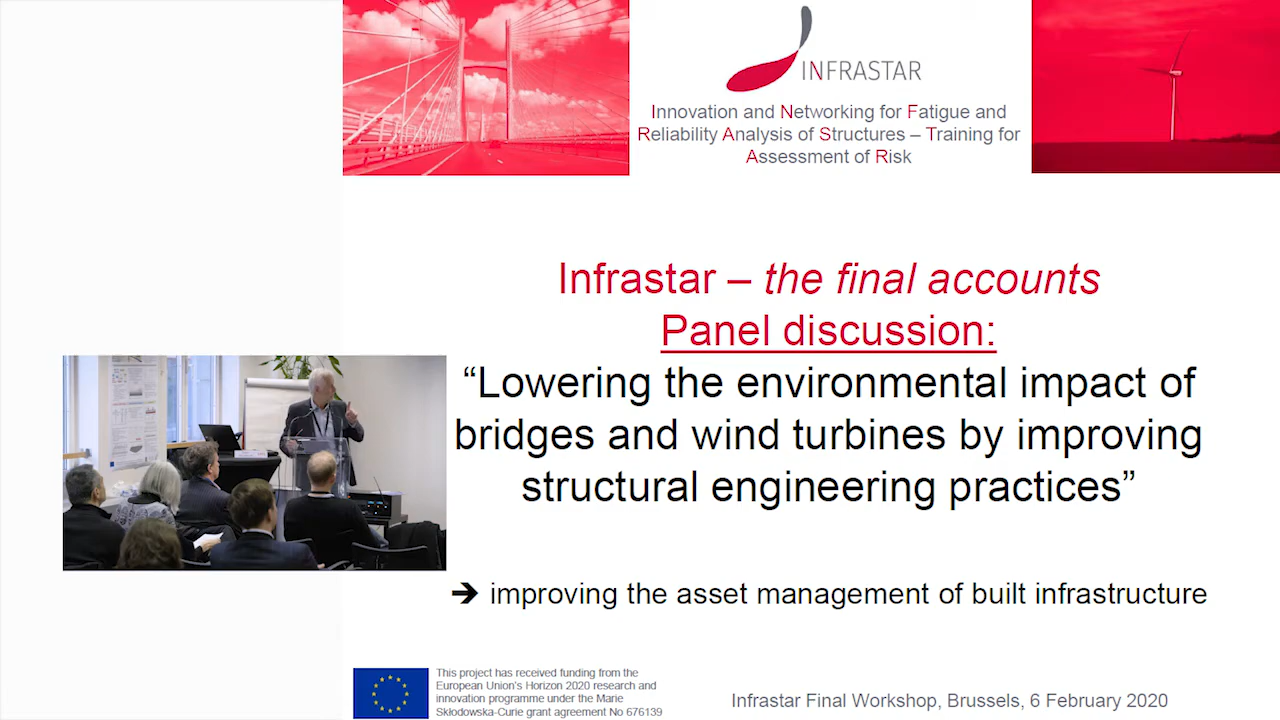 INFRASTAR
Innovation and Networking for Fatigue and
Reliability Analysis of Structures – Training for
Assessment of Risk
Infrastar – the final accounts
Panel discussion:
“Lowering the environmental impact of
bridges and wind turbines by improving
structural engineering practices”
➔ improving the asset management of built infrastructure
This project has received funding from the
European Union's Horizon 2020 research and
innovation programme under the Marie
Skłodowska-Curie grant agreement No 676139
Infrastar Final Workshop, Brussels, 6 February 2020